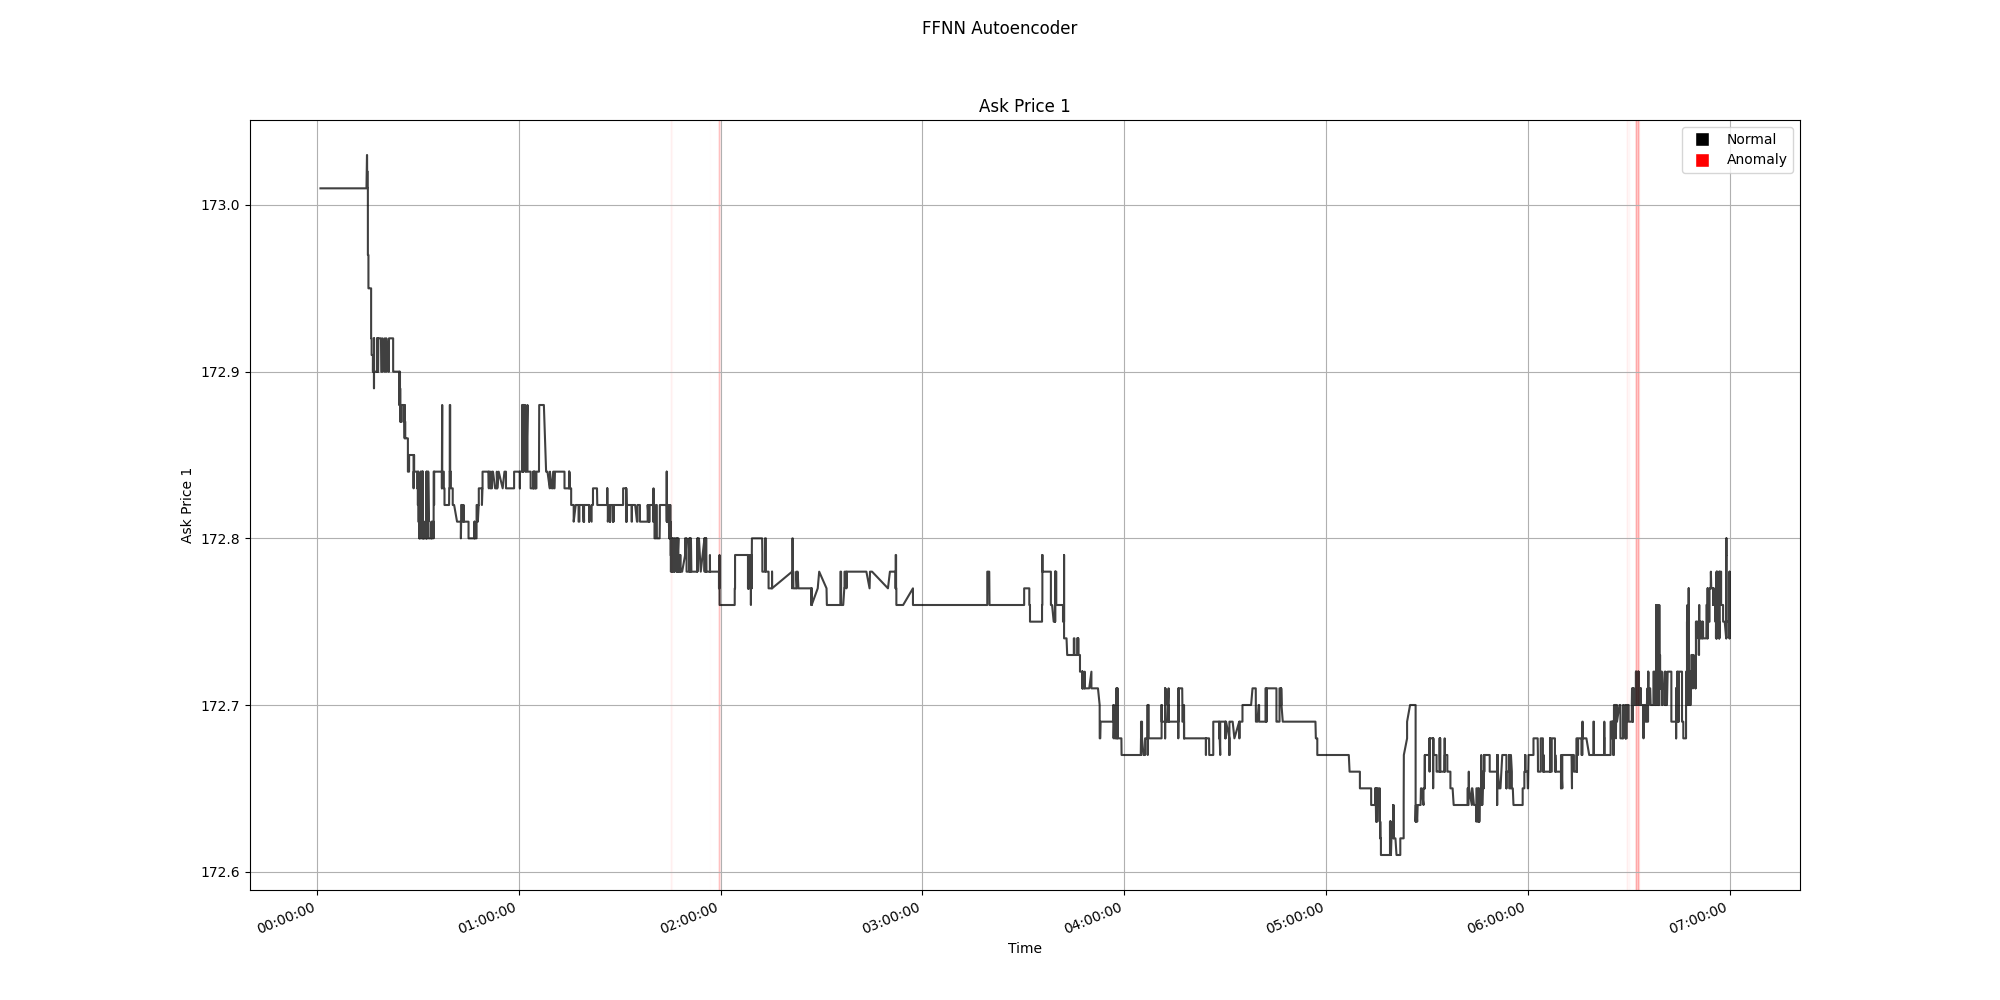 FFNN Autoencoder
Ask Price 1
Normal
Anomaly
173.0
172.9
172.8
172.7
172.6
Ask Price 1
00:00:00
01:00:00
02:00:00
03:00:00
04:00:00
05:00:00
06:00:00
07:00:00
Time